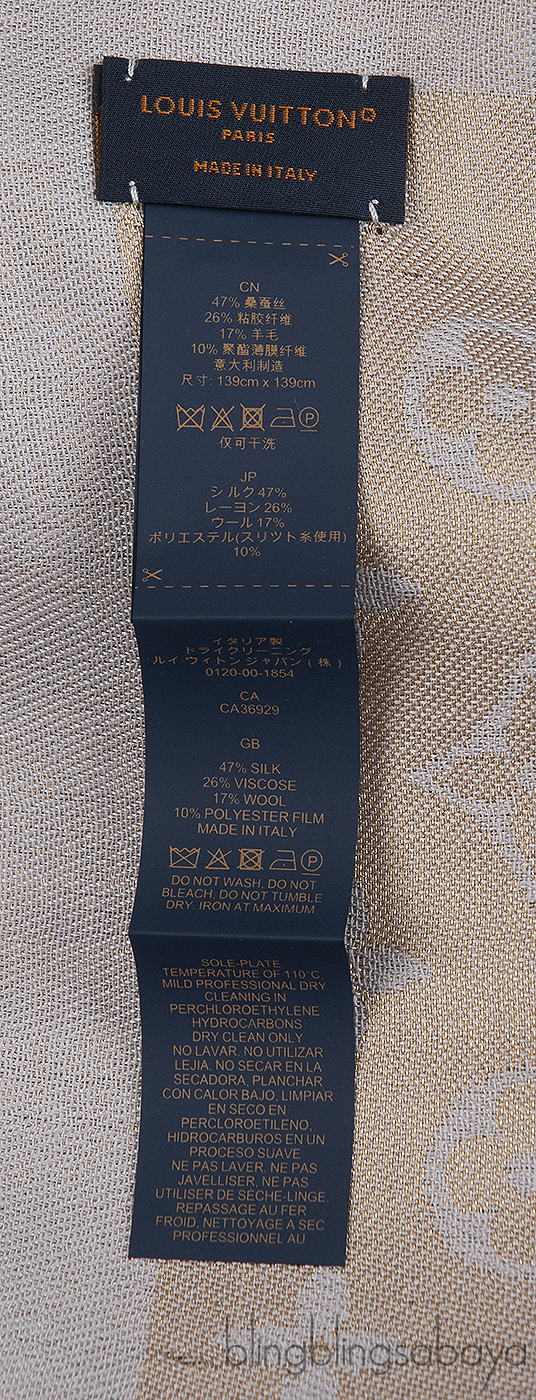 LOUIS VUITTON
PARIS
MADE IN ITALY
CN
47% 桑蚕丝
26% 粘胶纤维
17% 羊毛
10% 聚酯薄膜纤维
意大利制造
尺寸: 139cm x 139cm
P
仅可干洗
JP
シルク47%
レーヨン26%
ウール17%
ポリエステル(スリツト糸使用)
10%
イタリア製
ドライクリーニング
ルイ ヴィトン ジャパン ( 株 )
0120-00-1854
CA
CA36929
GB
47% SILK
26% VISCOSE
17% WOOL
10% POLYESTER FILM
MADE IN ITALY
P
DO NOT WASH, DO NOT
BLEACH, DO NOT TUMBLE
DRY. IRON AT MAXIMUM
SOLE-PLATE
TEMPERATURE OF 110°C
MILD PROFESSIONAL DRY
CLEANING IN
PERCHLOROETHYLENE,
HYDROCARBONS
DRY CLEAN ONLY
NO LAVAR, NO UTILIZAR
LEJIA, NO SECAR EN LA
SECADORA, PLANCHAR
CON CALOR BAJO, LIMPIAR
EN SECO EN
PERCLOROETILENO,
HIDROCARBUROS EN UN
PROCESO SUAVE
NE PAS LAVER, NE PAS
JAVELLISER, NE PAS
UTILISER DE SÈCHE-LINGE,
REPASSAGE AU FER
FROID, NETTOYAGE A SEC
PROFESSIONNEL AU
blingblingsabaya